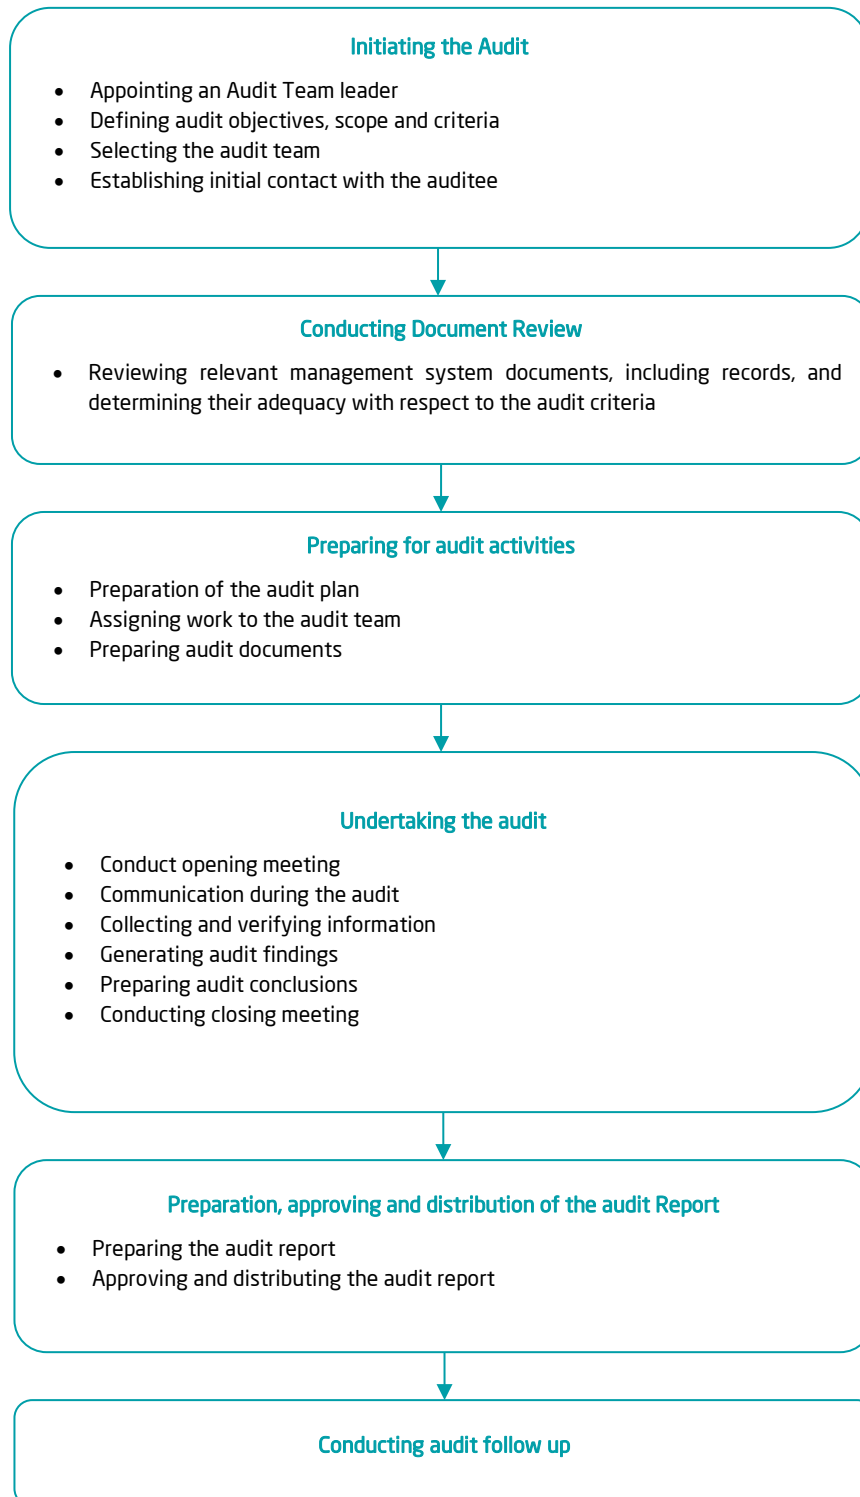 Initiating the Audit
• Appointing an Audit Team leader
• Defining audit objectives, scope and criteria
• Selecting the audit team
• Establishing initial contact with the auditee
Conducting Document Review
• Reviewing relevant management system documents, including records, and
determining their adequacy with respect to the audit criteria
Preparing for audit activities
• Preparation of the audit plan
• Assigning work to the audit team
• Preparing audit documents
Undertaking the audit
• Conduct opening meeting
• Communication during the audit
• Collecting and verifying information
• Generating audit findings
• Preparing audit conclusions
• Conducting closing meeting
Preparation, approving and distribution of the audit Report
• Preparing the audit report
• Approving and distributing the audit report
Conducting audit follow up